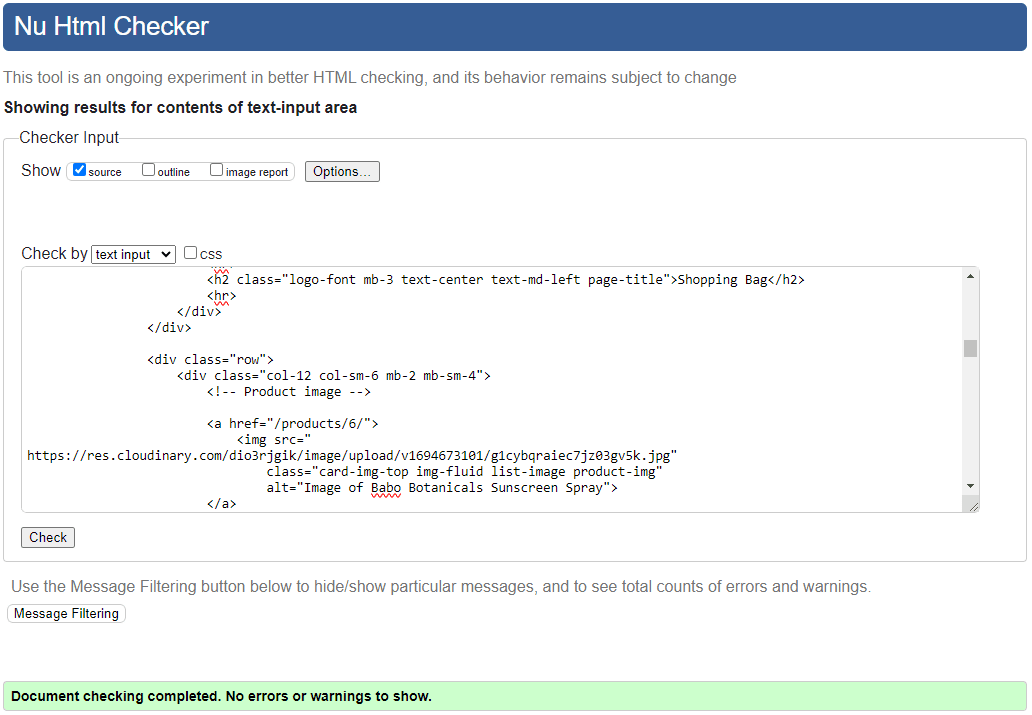 Nu Html Checker
This tool is an ongoing experiment in better HTML checking, and its behavior remains subject to change
Showing results for contents of text-input area
Checker Input
Show source outline image report Options...
Check by text input css
<h2 class="logo-font mb-3 text-center text-md-left page-title">Shopping Bag</h2>
<hr>
</div>
</div>
<div class="row">
<div class="col-12 col-sm-6 mb-2 mb-sm-4">
<!-- Product image -->
<a href="/products/6/">
<img src="
https://res.cloudinary.com/dio3rjgik/image/upload/v1694673101/g1cybqraiec7jz03gv5k.jpg"
class="card-img-top img-fluid list-image product-img"
alt="Image of Babo Botanicals Sunscreen Spray">
</a>
Check
Use the Message Filtering button below to hide/show particular messages, and to see total counts of errors and warnings.
Message Filtering
Document checking completed. No errors or warnings to show.